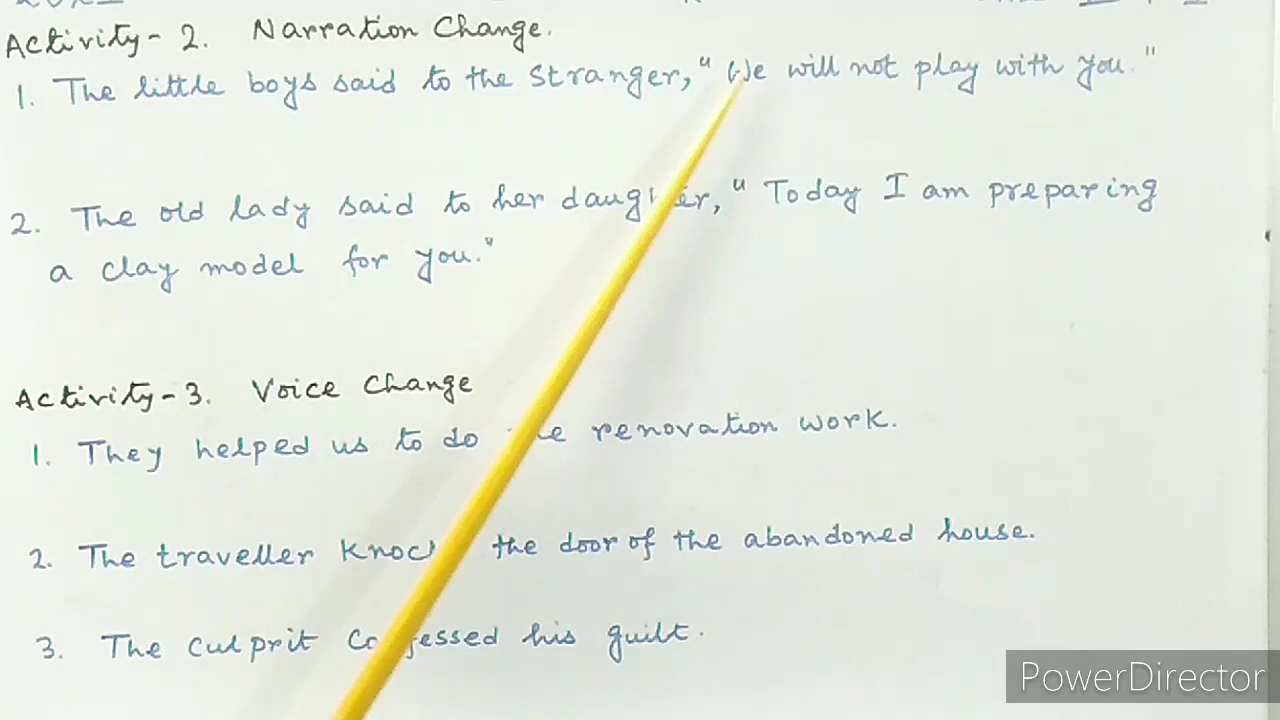 Activity- 2. Narration Change.
1. The little boys said to the stranger, "We will not play with you."
2. The old lady said to her daughter, "Today I am preparing
a clay model for you."
Activity-3. Voice Change
1. They helped us to do the renovation work.
2. The traveller the door of the abandoned house.
3. The culprit confessed his guilt.
PowerDirector